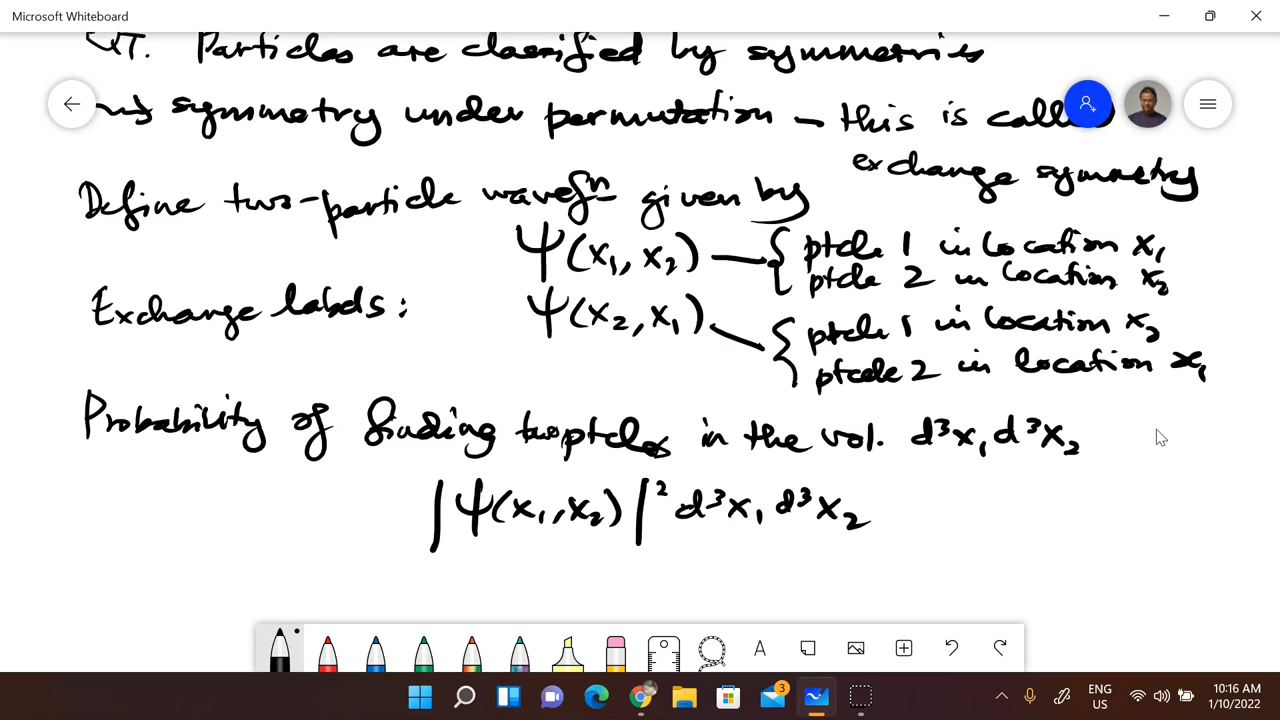 Microsoft Whiteboard
QT. Particles are classified by symmetries
symmetry under permutation – this is called
exchange symmetry
Define two-particle wavefn given by
Ψ(x₁, x₂) — { ptcle 1 in location x₁
ptcle 2 in location x₂
Exchange labels: Ψ(x₂, x₁) — { ptcle 1 in location x₂
ptcle 2 in location x₁
Probability of finding two ptcles in the vol. d³x₁ d³x₂
|Ψ(x₁, x₂)|² d³x₁ d³x₂
A
3
ENG
US
10:16 AM
1/10/2022